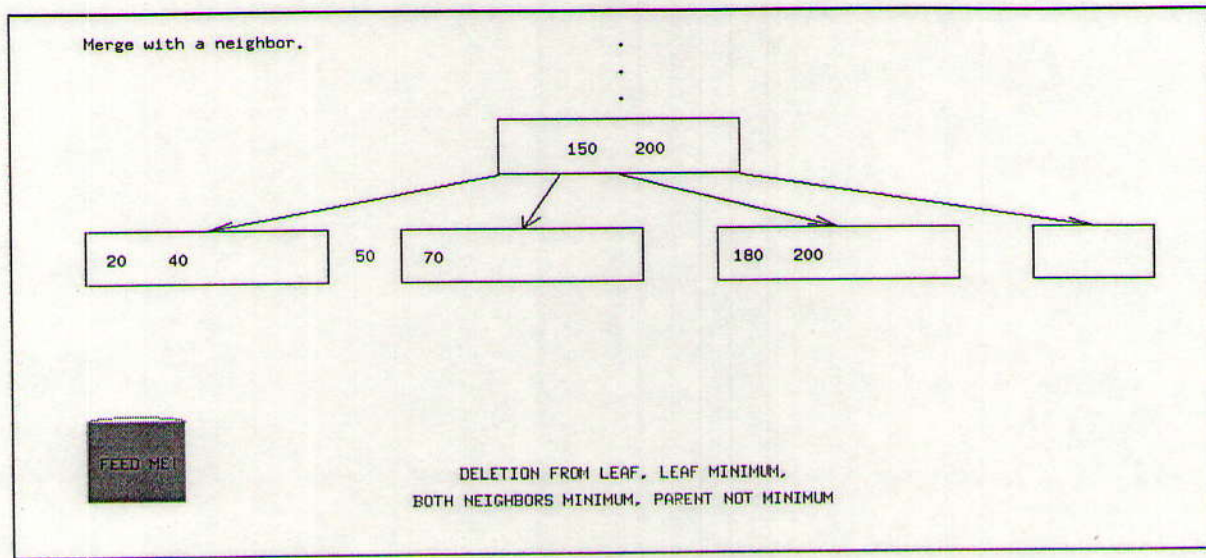 Merge with a neighbor.
150 200
20 40 50 70 180 200
FEED ME!
DELETION FROM LEAF, LEAF MINIMUM,
BOTH NEIGHBORS MINIMUM, PARENT NOT MINIMUM